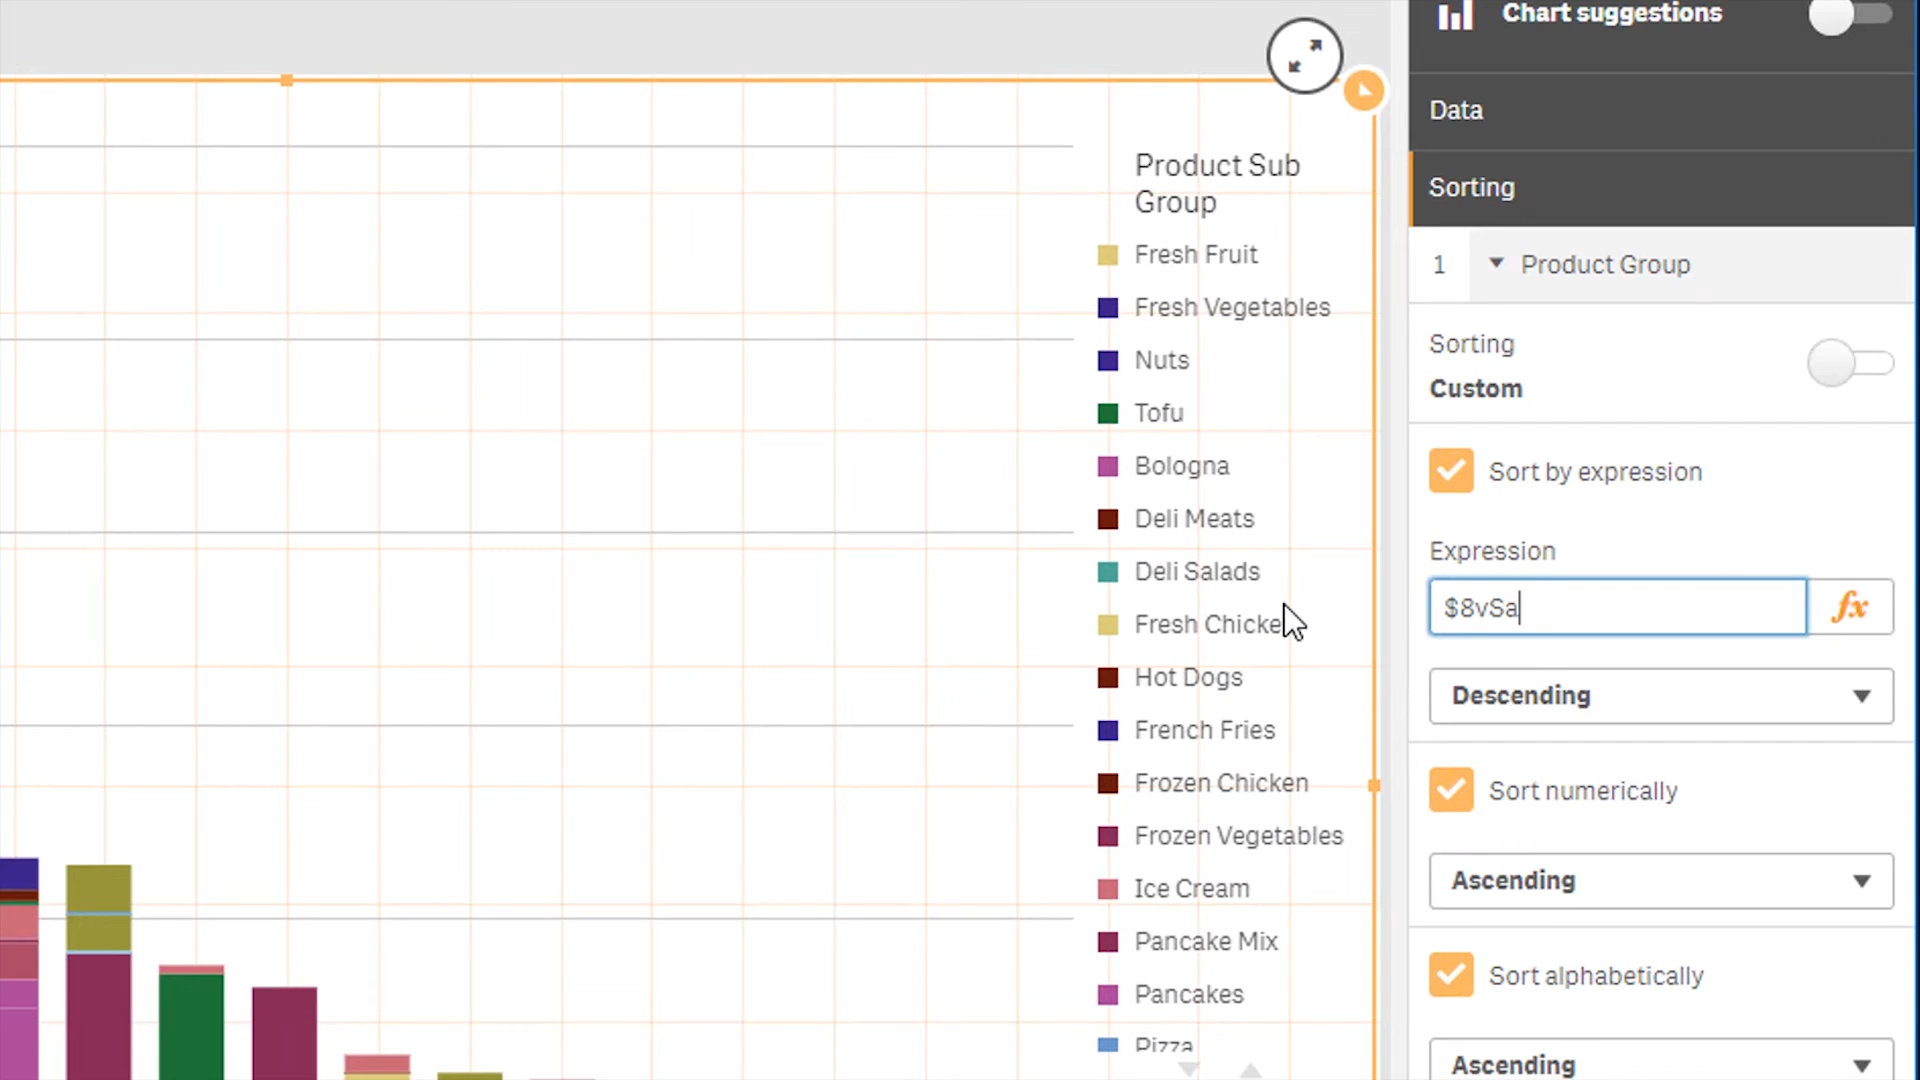 Chart suggestions
Data
Sorting
1 Product Group
Sorting
Custom
Sort by expression
Expression
$8vSa
fx
Descending
Sort numerically
Ascending
Sort alphabetically
Ascending
Product Sub
Group
Fresh Fruit
Fresh Vegetables
Nuts
Tofu
Bologna
Deli Meats
Deli Salads
Fresh Chicke
Hot Dogs
French Fries
Frozen Chicken
Frozen Vegetables
Ice Cream
Pancake Mix
Pancakes
Pizza